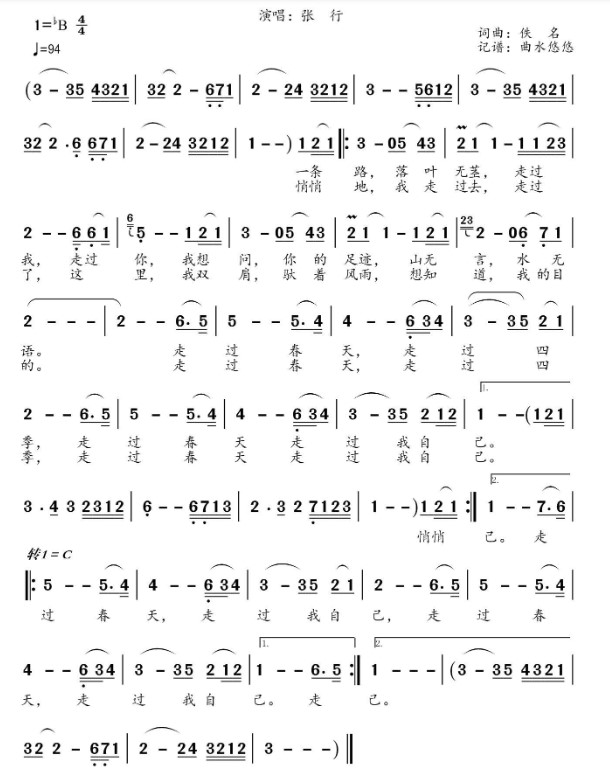 演唱：张 行
1=♭B 4/4
词曲：佚 名
♩=94
记谱：曲水悠悠
(3 - 35 4321 | 32 2 - 671 | 2 - 24 3212 | 3 - - 5612 | 3 - 35 4321 |
32 2 · 6 671 | 2 - 24 3212 | 1 - - ) 121 |: 3 - 05 43 | 21 1 - 1123 |
一条 路， 落 叶 无茎， 走过
悄悄 地， 我 走 过去， 走过
2 - - 661 | 6 5 - - 121 | 3 - 05 43 | 21 1 - 121 | 23 2 - 06 71 |
我， 走过 你， 我想 问， 你 的 足迹， 山无 言， 水 无
了， 这 里， 我双 肩， 驮 着 风雨， 想知 道， 我 的目
2 - - - | 2 - - 6.5 | 5 - - 5.4 | 4 - - 634 | 3 - 35 21 |
语。 走 过 春 天， 走 过 四
的。 走 过 春 天， 走 过 四
2 - - 6.5 | 5 - - 5.4 | 4 - - 634 | 3 - 35 212 | 1. 1 - - (121 |
季， 走 过 春 天 走 过 我 自 己。
季， 走 过 春 天 走 过 我 自 己。
3 · 4 3 2312 | 6 - - 6713 | 2 · 3 2 7123 | 1 - - ) 121 :| 2. 1 - - 7.6 |
悄悄 己。 走
转1=C
|: 5 - - 5.4 | 4 - - 634 | 3 - 35 21 | 2 - - 6.5 | 5 - - 5.4 |
过 春 天， 走 过 我 自 己， 走 过 春
4 - - 634 | 3 - 35 212 | 1. 1 - - 6.5 :| 2. 1 - - - | (3 - 35 4321 |
天， 走 过 我 自 己。 走 己。
32 2 - 671 | 2 - 24 3212 | 3 - - - ) ‖